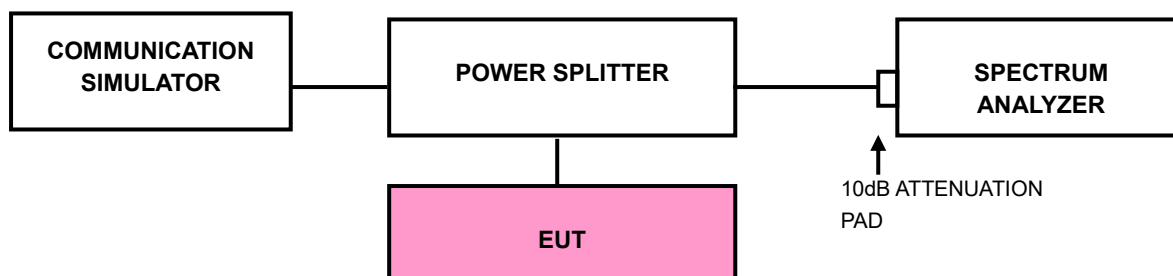 COMMUNICATION
SIMULATOR
POWER SPLITTER
SPECTRUM
ANALYZER
10dB ATTENUATION
PAD
EUT